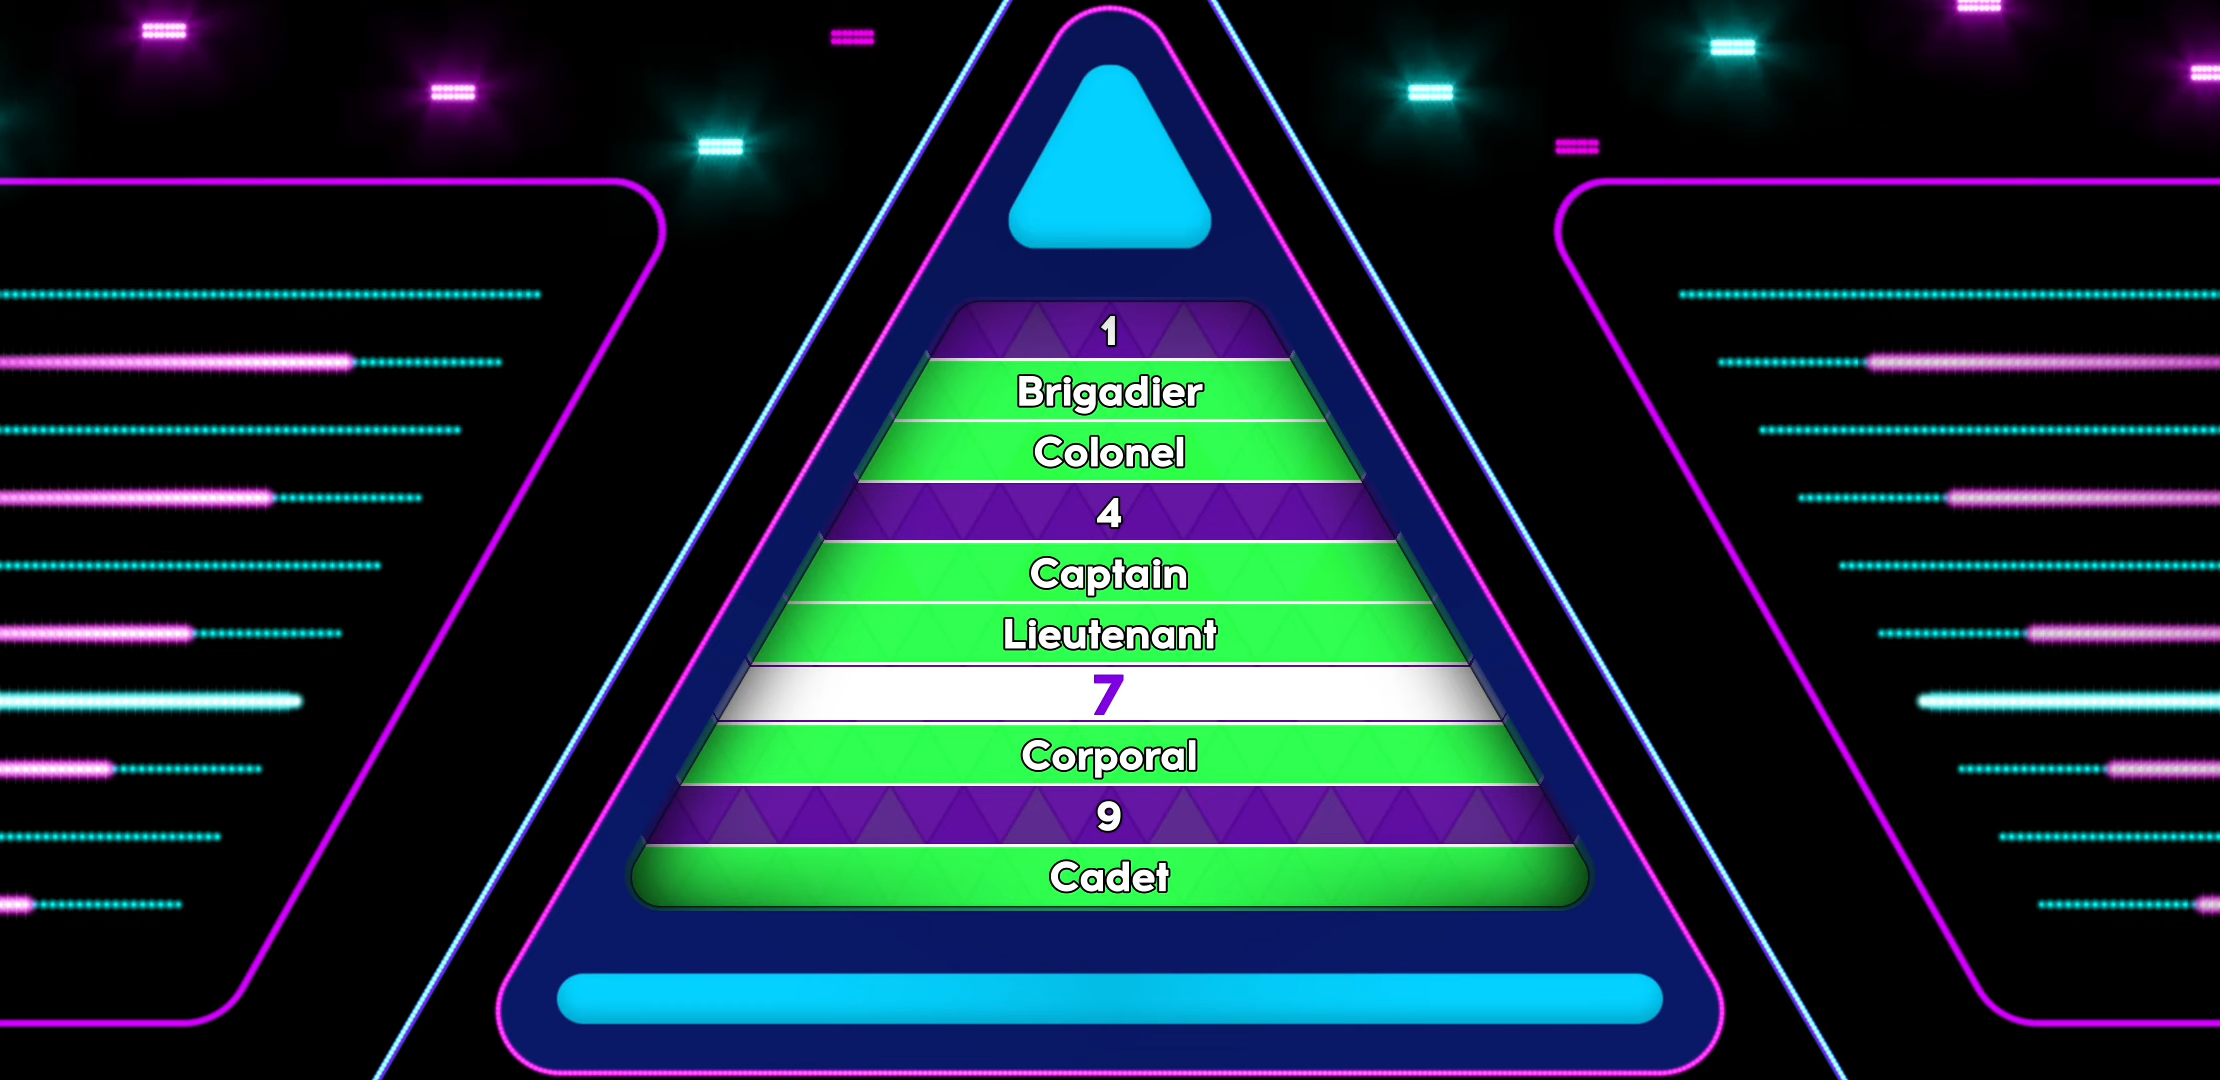 1
Brigadier
Colonel
4
Captain
Lieutenant
7
Corporal
9
Cadet